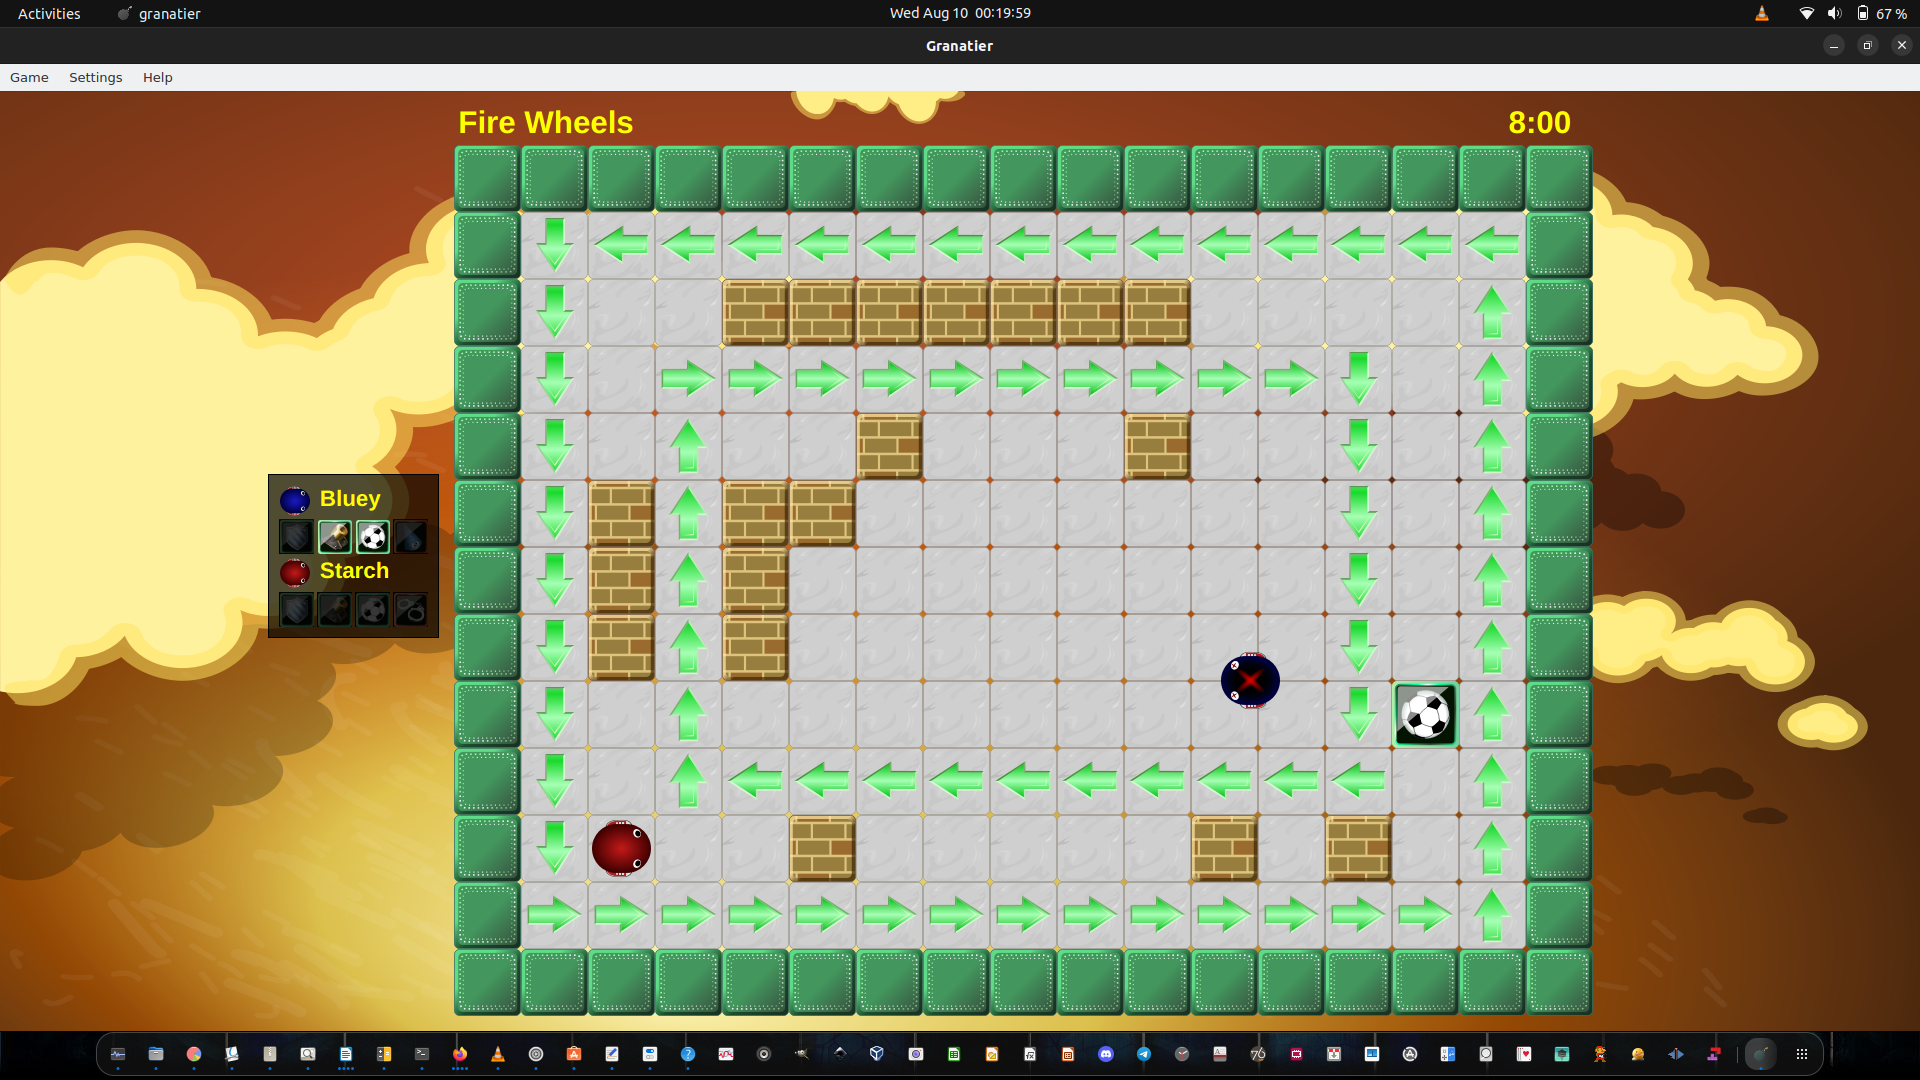 Activities
granatier
Wed Aug 10 00:19:59
67 %
Granatier
Game Settings Help
Fire Wheels
8:00
Bluey
Starch